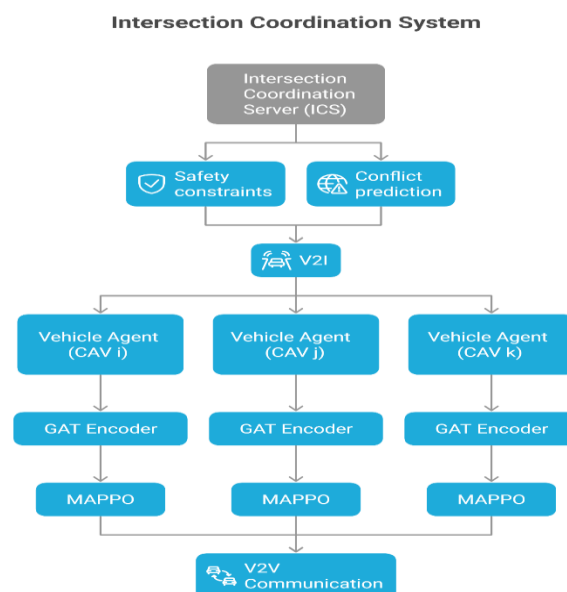 Intersection Coordination System
Intersection
Coordination
Server (ICS)
Safety
constraints
Conflict
prediction
V2I
Vehicle Agent
(CAV i)
Vehicle Agent
(CAV j)
Vehicle Agent
(CAV k)
GAT Encoder
GAT Encoder
GAT Encoder
MAPPO
MAPPO
MAPPO
V2V
Communication